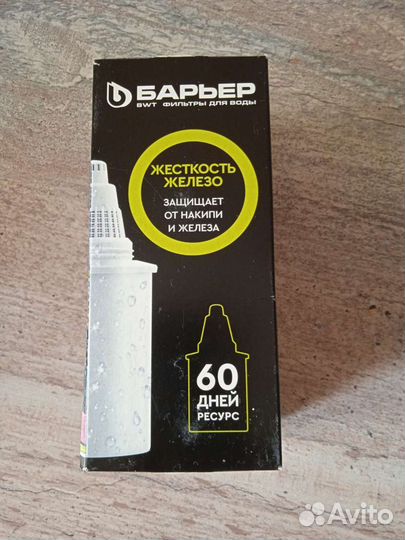 БАРЬЕР
BWT ФИЛЬТРЫ ДЛЯ ВОДЫ
ЖЕСТКОСТЬ
ЖЕЛЕЗО
ЗАЩИЩАЕТ
ОТ НАКИПИ
И ЖЕЛЕЗА
60
ДНЕЙ
РЕСУРС
Avito